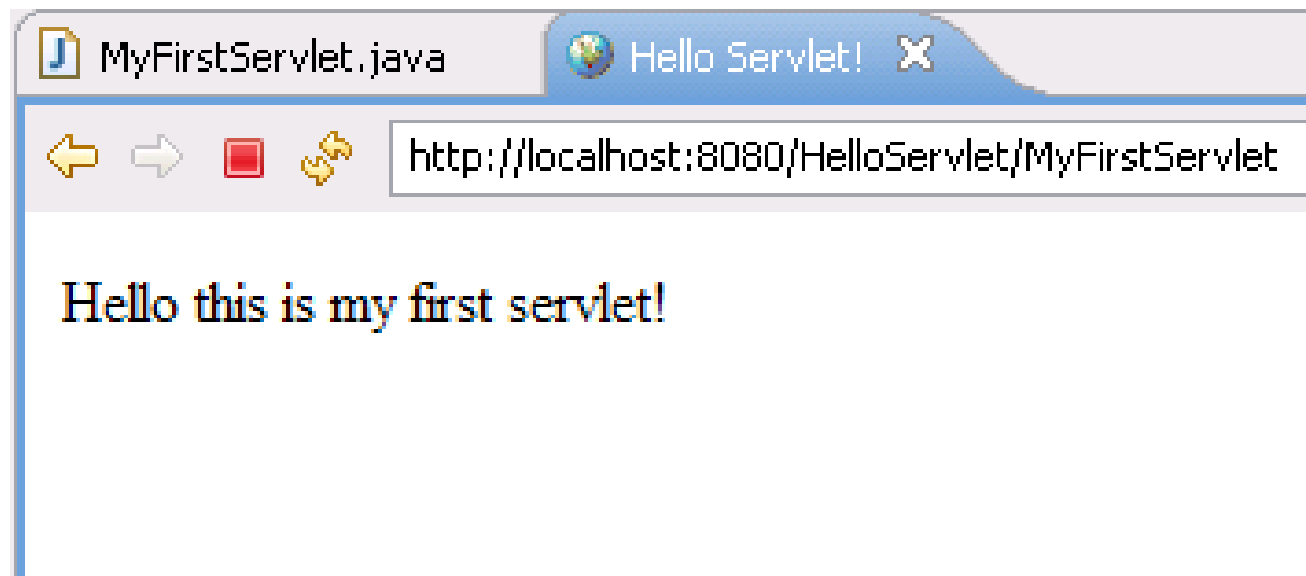 MyFirstServlet.java
Hello Servlet!
http://localhost:8080/HelloServlet/MyFirstServlet
Hello this is my first servlet!